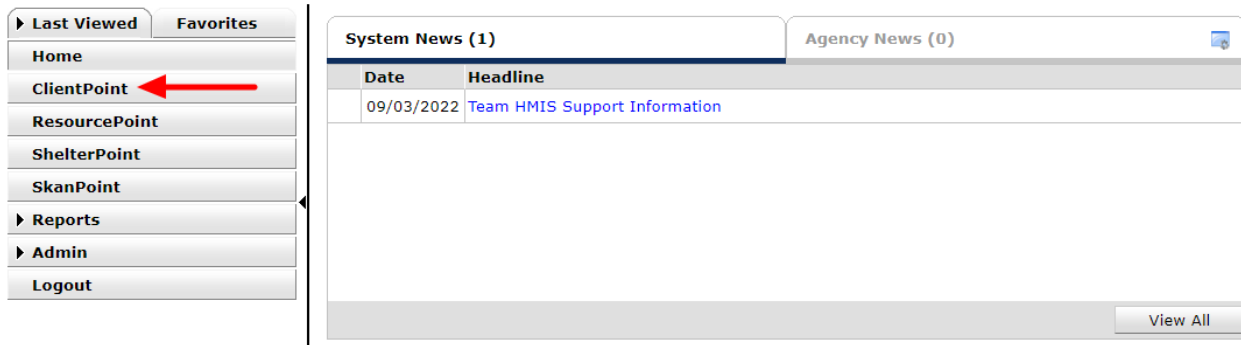 Last Viewed
Favorites
Home
ClientPoint
ResourcePoint
ShelterPoint
SkanPoint
Reports
Admin
Logout
System News (1)
Agency News (0)
Date Headline
09/03/2022 Team HMIS Support Information
View All